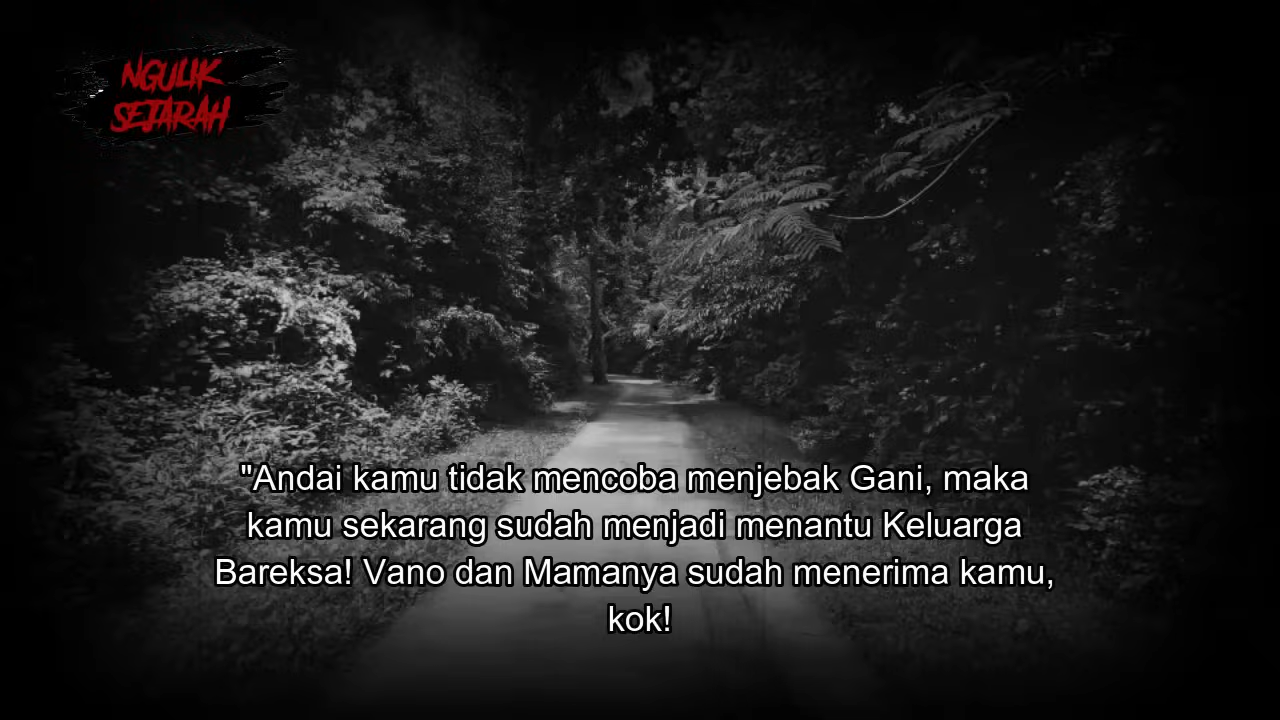 NGULIK
SEJARAH
"Andai kamu tidak mencoba menjebak Gani, maka
kamu sekarang sudah menjadi menantu Keluarga
Bareksa! Vano dan Mamanya sudah menerima kamu,
kok!